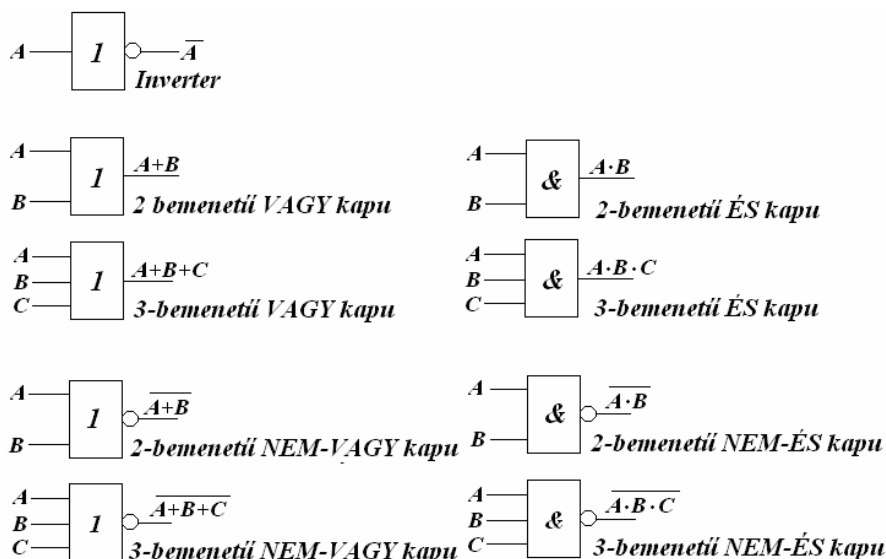 A 1 A̅
Inverter
A B 1 A+B
2 bemenetű VAGY kapu
A B & A·B
2-bemenetű ÉS kapu
A B C 1 A+B+C
3-bemenetű VAGY kapu
A B C & A·B·C
3-bemenetű ÉS kapu
A B 1 A̅+̅B̅
2-bemenetű NEM-VAGY kapu
A B & A̅·̅B̅
2-bemenetű NEM-ÉS kapu
A B C 1 A̅+̅B̅+̅C̅
3-bemenetű NEM-VAGY kapu
A B C & A̅·̅B̅·̅C̅
3-bemenetű NEM-ÉS kapu